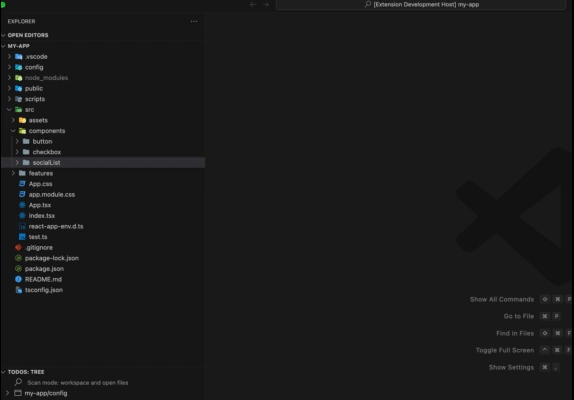 [Extension Development Host] my-app
EXPLORER
OPEN EDITORS
MY-APP
.vscode
config
node_modules
public
scripts
src
assets
components
button
checkbox
socialList
features
App.css
app.module.css
App.tsx
index.tsx
react-app-env.d.ts
test.ts
.gitignore
package-lock.json
package.json
README.md
tsconfig.json
Show All Commands ⇧ ⌘ P
Go to File ⌘ P
Find in Files ⇧ ⌘ F
Toggle Full Screen ^ ⌘ F
Show Settings ⌘ ,
TODOS: TREE
Scan mode: workspace and open files
my-app/config